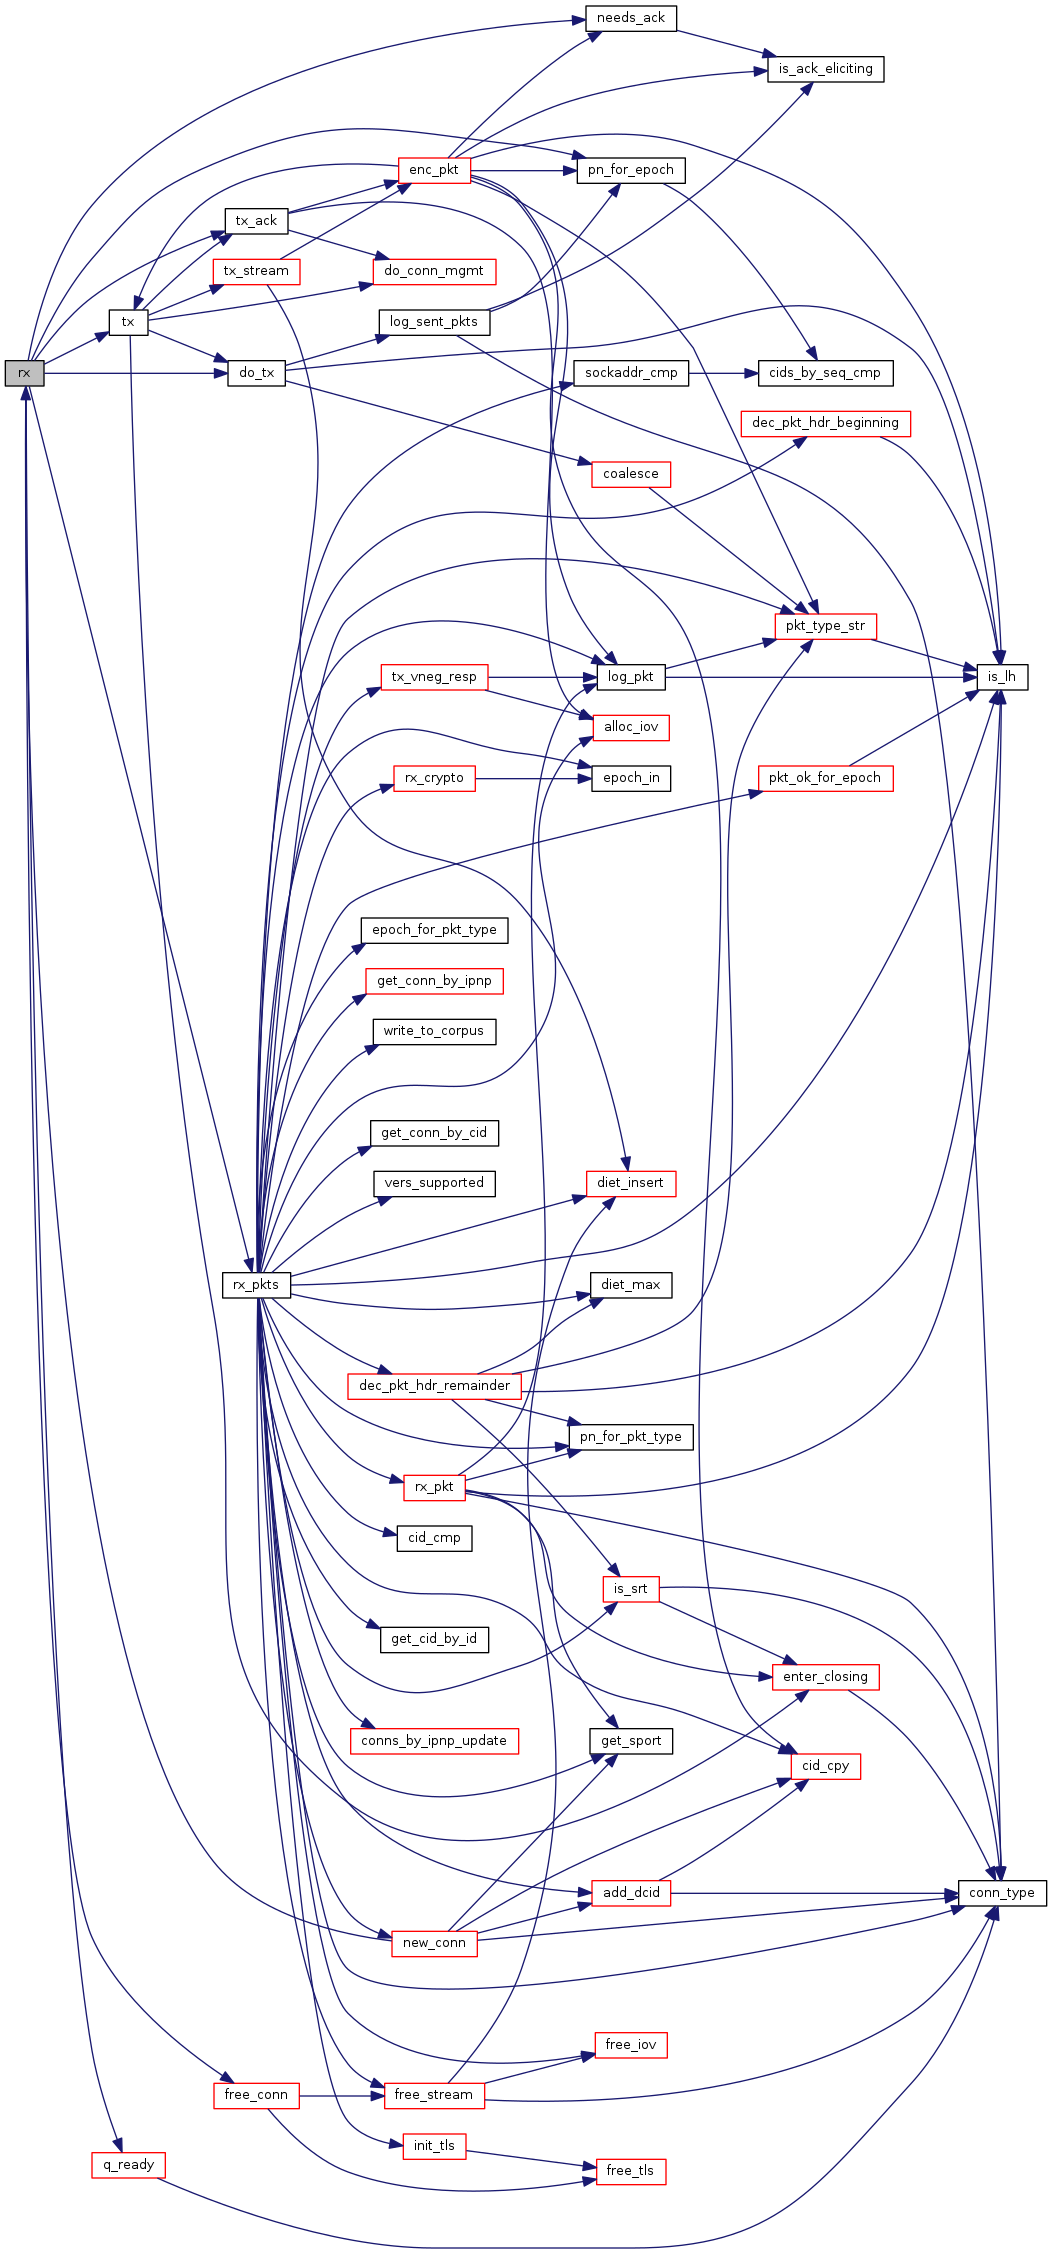 needs_ack
is_ack_eliciting
enc_pkt
pn_for_epoch
tx_ack
tx_stream
do_conn_mgmt
tx
log_sent_pkts
rx
do_tx
sockaddr_cmp
cids_by_seq_cmp
dec_pkt_hdr_beginning
coalesce
pkt_type_str
tx_vneg_resp
log_pkt
is_lh
alloc_iov
rx_crypto
epoch_in
pkt_ok_for_epoch
epoch_for_pkt_type
get_conn_by_ipnp
write_to_corpus
get_conn_by_cid
vers_supported
diet_insert
rx_pkts
diet_max
dec_pkt_hdr_remainder
pn_for_pkt_type
rx_pkt
cid_cmp
is_srt
get_cid_by_id
enter_closing
conns_by_ipnp_update
get_sport
cid_cpy
add_dcid
conn_type
new_conn
free_iov
free_conn
free_stream
init_tls
q_ready
free_tls